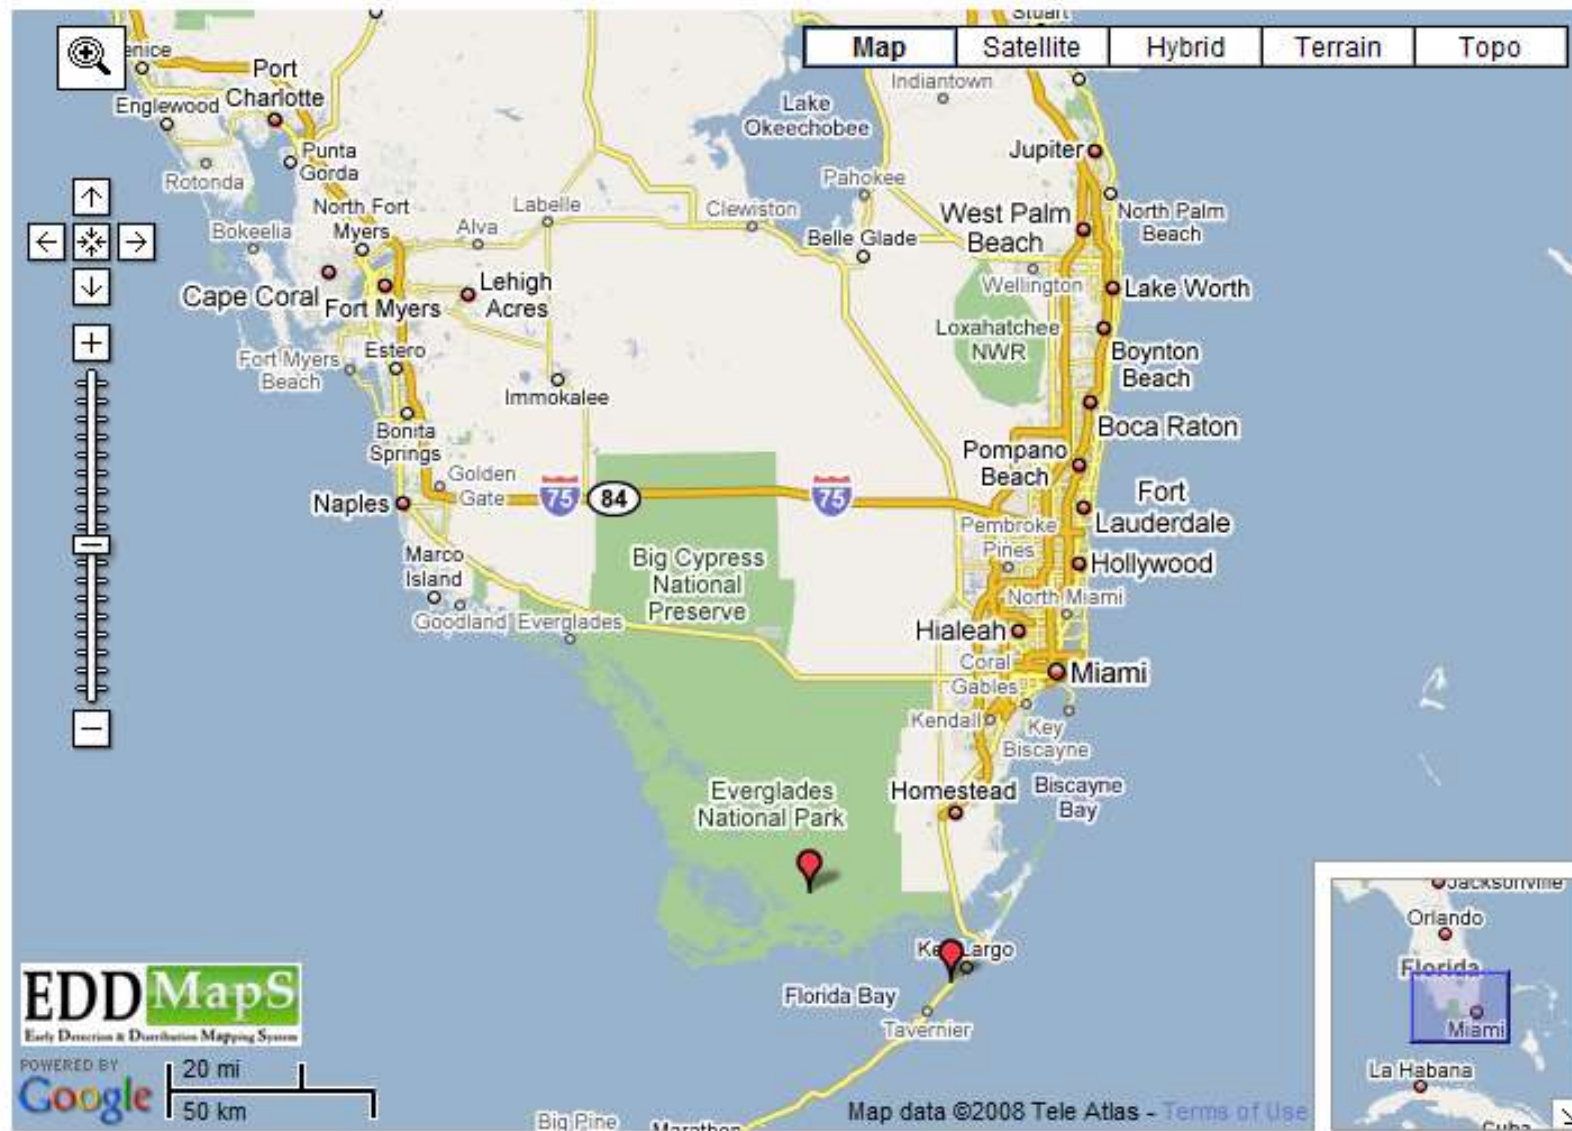 Stuart
Map
Satellite
Hybrid
Terrain
Topo
enice
Port
Charlotte
Englewood
Punta
Gorda
Rotonda
North Fort
Myers
Bokeelia
Alva
Labelle
Clewiston
Lake
Okeechobee
Indiantown
Jupiter
Pahokee
West Palm
Beach
North Palm
Beach
Belle Glade
Wellington
Cape Coral
Fort Myers
Lehigh
Acres
Lake Worth
Loxahatchee
NWR
Boynton
Beach
Fort Myers
Beach
Estero
Immokalee
Bonita
Springs
Boca Raton
Pompano
Beach
Golden
Gate
75
84
75
Naples
Fort
Lauderdale
Pembroke
Pines
Big Cypress
National
Preserve
Marco
Island
Hollywood
North Miami
Goodland
Everglades
Hialeah
Coral
Gables
Miami
Kendall
Key
Biscayne
Everglades
National Park
Homestead
Biscayne
Bay
Key Largo
Florida Bay
Tavernier
Big Pine
Marathon
EDDMapS
Early Detection & Distribution Mapping System
POWERED BY
Google
20 mi
50 km
Map data ©2008 Tele Atlas - Terms of Use
Jacksonville
Orlando
Florida
Miami
La Habana
Cuba